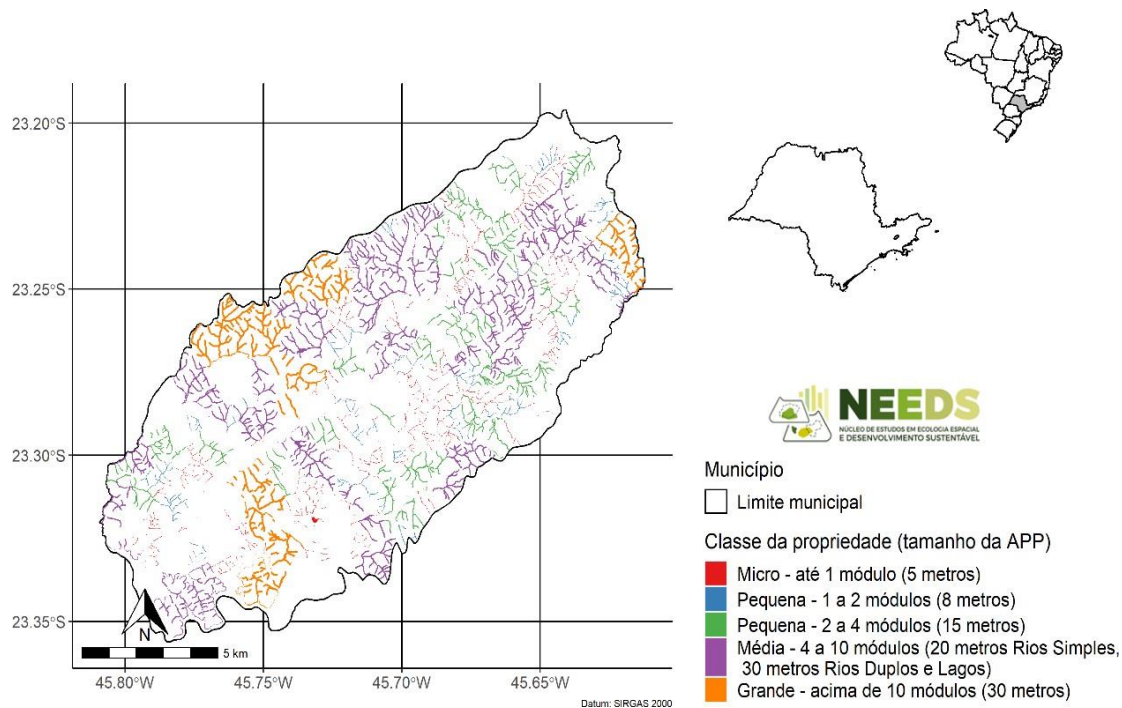 23.20°S
23.25°S
23.30°S
23.35°S
N
5 km
45.80°W
45.75°W
45.70°W
45.65°W
Datum: SIRGAS 2000
NEEDS
NÚCLEO DE ESTUDOS EM ECOLOGIA ESPACIAL
E DESENVOLVIMENTO SUSTENTÁVEL
Município
Limite municipal
Classe da propriedade (tamanho da APP)
Micro - até 1 módulo (5 metros)
Pequena - 1 a 2 módulos (8 metros)
Pequena - 2 a 4 módulos (15 metros)
Média - 4 a 10 módulos (20 metros Rios Simples,
30 metros Rios Duplos e Lagos)
Grande - acima de 10 módulos (30 metros)